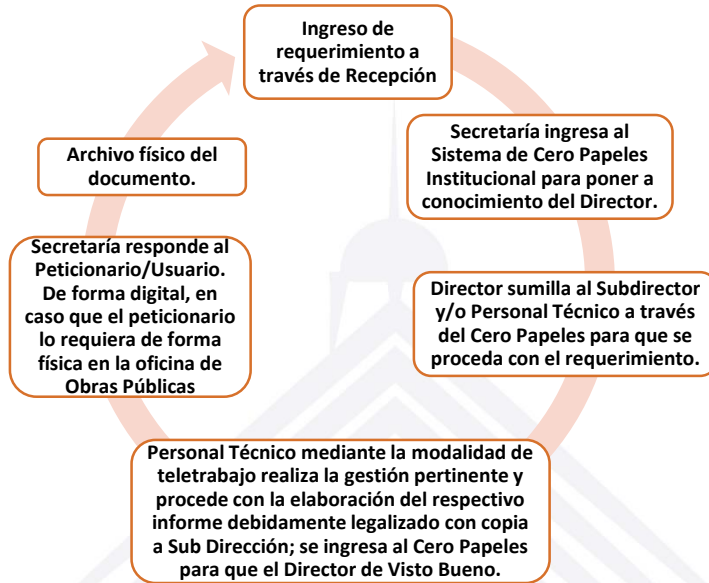 Ingreso de
requerimiento a
través de Recepción
Secretaría ingresa al
Sistema de Cero Papeles
Institucional para poner a
conocimiento del Director.
Director sumilla al Subdirector
y/o Personal Técnico a través
del Cero Papeles para que se
proceda con el requerimiento.
Personal Técnico mediante la modalidad de
teletrabajo realiza la gestión pertinente y
procede con la elaboración del respectivo
informe debidamente legalizado con copia
a Sub Dirección; se ingresa al Cero Papeles
para que el Director de Visto Bueno.
Secretaría responde al
Peticionario/Usuario.
De forma digital, en
caso que el peticionario
lo requiera de forma
física en la oficina de
Obras Públicas
Archivo físico del
documento.